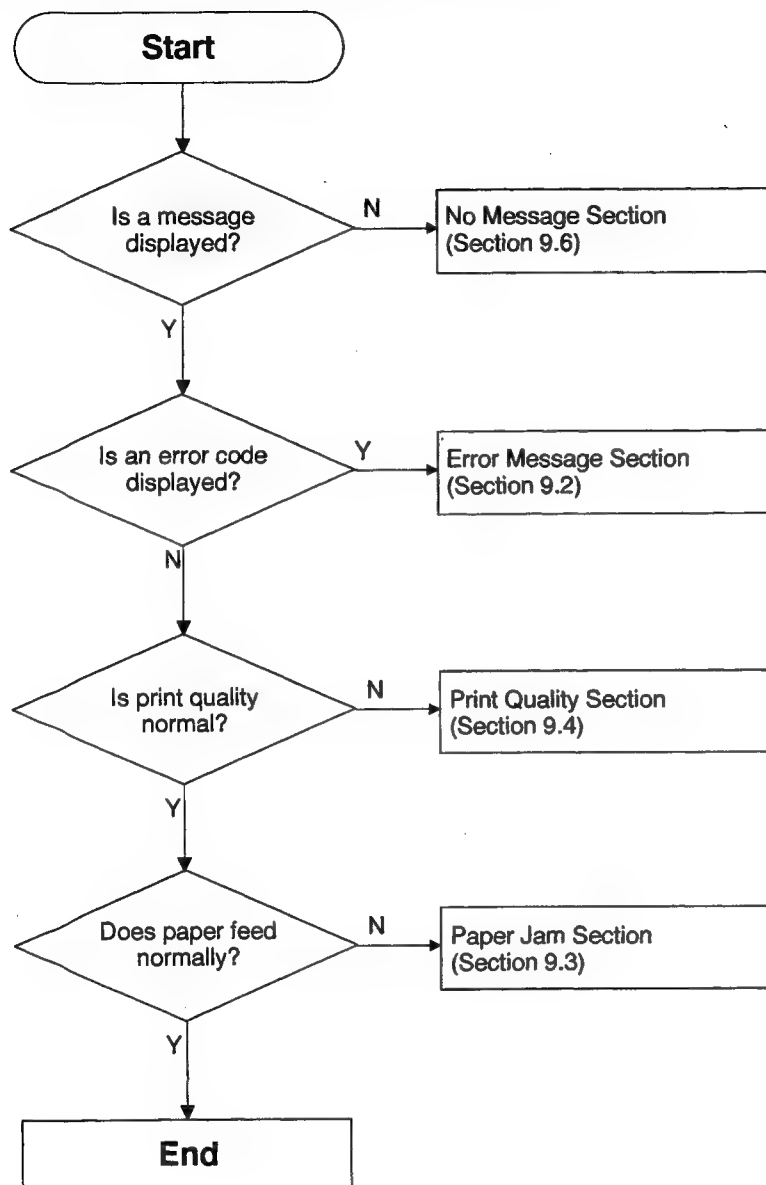 Start
Is a message
displayed?
N
No Message Section
(Section 9.6)
Y
Is an error code
displayed?
Y
Error Message Section
(Section 9.2)
N
Is print quality
normal?
N
Print Quality Section
(Section 9.4)
Y
Does paper feed
normally?
N
Paper Jam Section
(Section 9.3)
Y
End